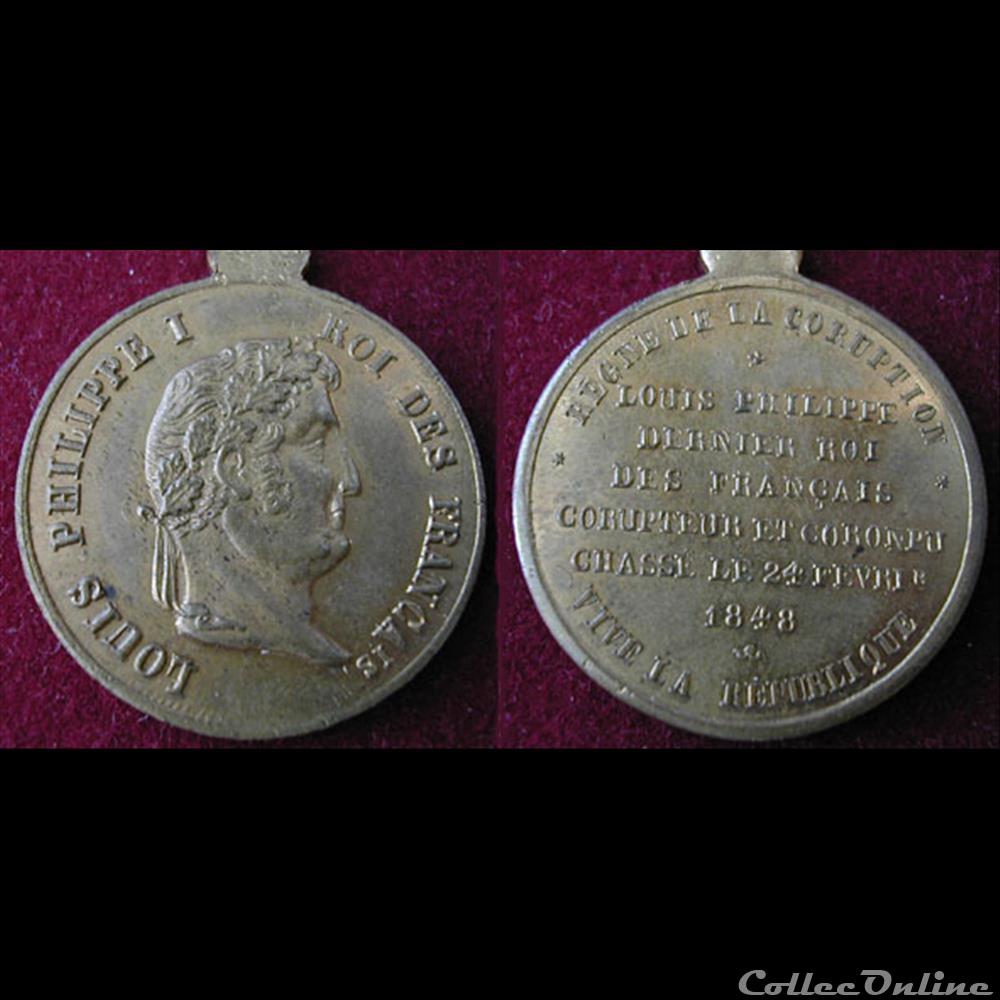 LOUIS PHILIPPE I ROI DES FRANÇAIS.
RÈGNE DE LA CORUPTION
LOUIS PHILIPPE
DERNIER ROI
DES FRANÇAIS
CORUPTEUR ET CORONPU
CHASSÉ LE 24 FEVRIR
1848
VIVE LA RÉPUBLIQUE
CollecOnline